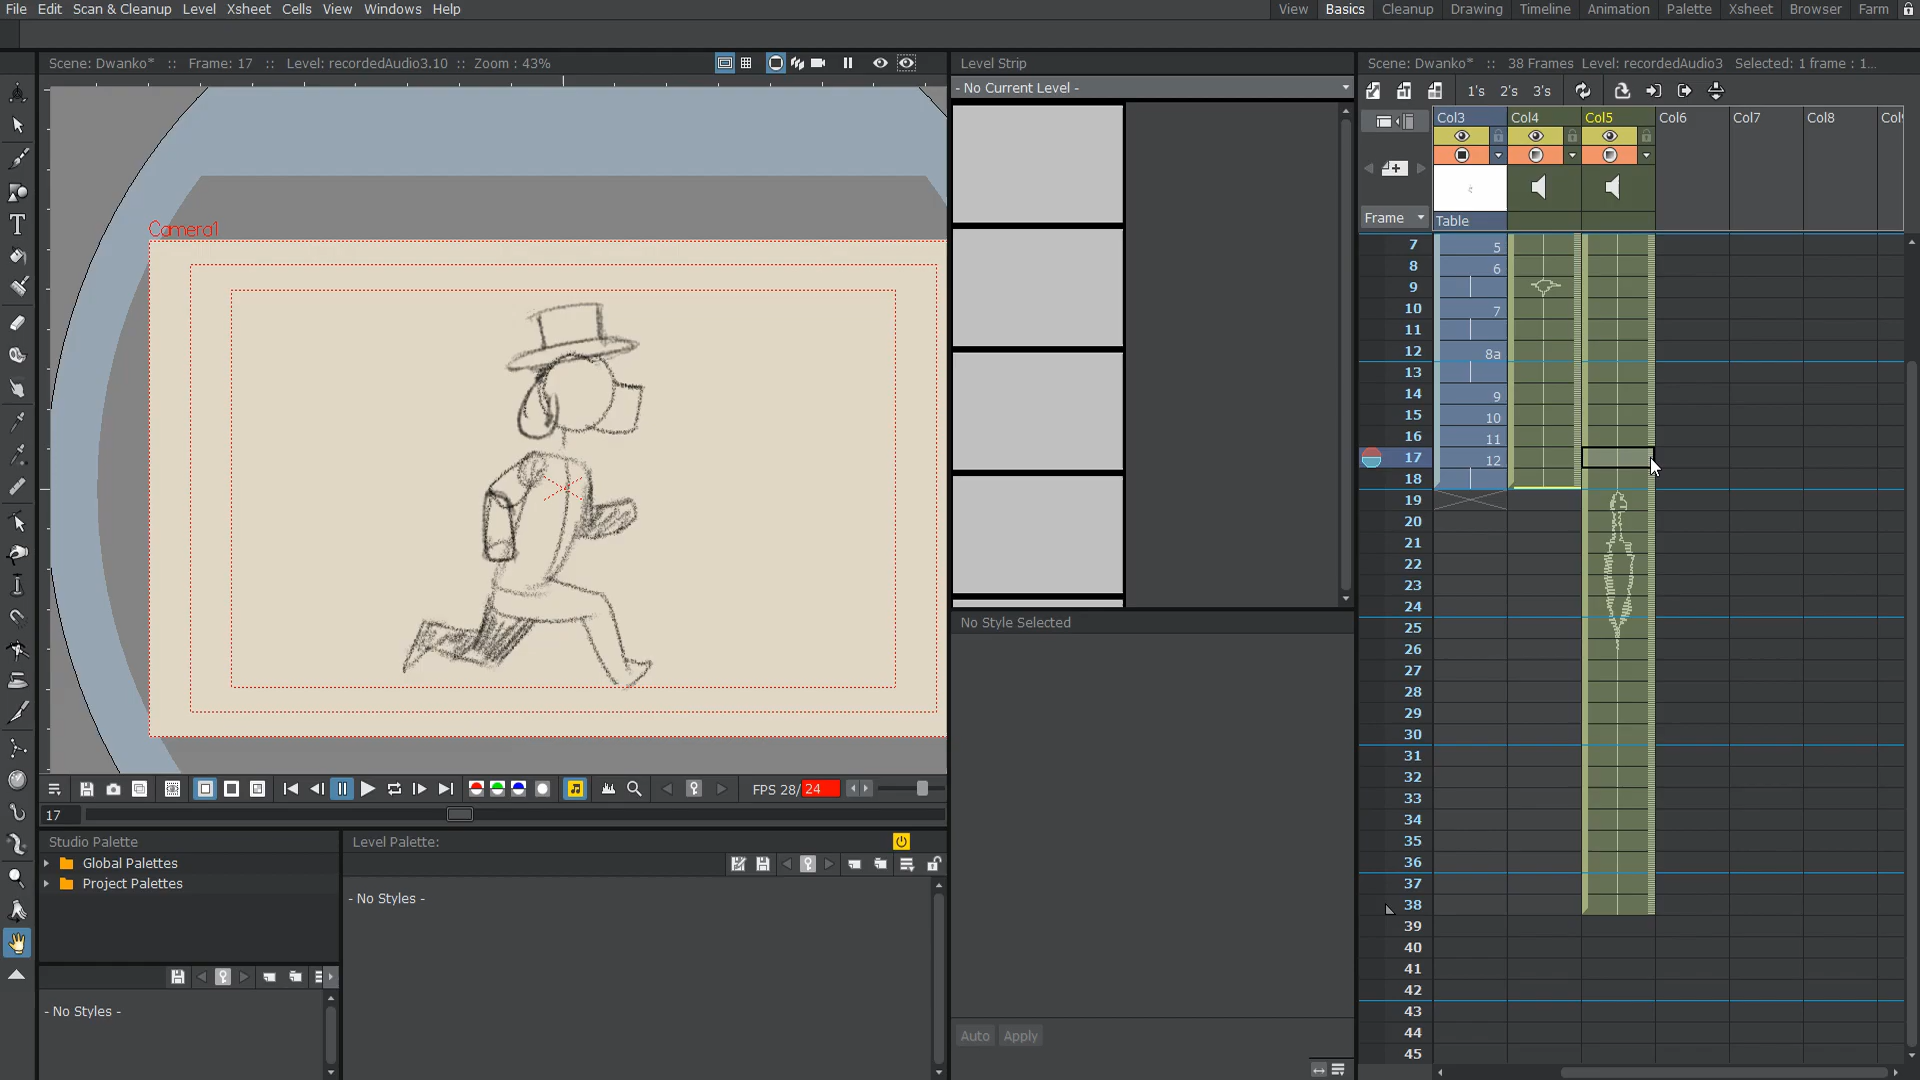 File Edit Scan & Cleanup Level Xsheet Cells View Windows Help
View Basics Cleanup Drawing Timeline Animation Palette Xsheet Browser Farm
Scene: Dwanko* :: Frame: 17 :: Level: recordedAudio3.10 :: Zoom : 43%
Level Strip
Scene: Dwanko* :: 38 Frames Level: recordedAudio3 Selected: 1 frame : 1...
- No Current Level -
1's 2's 3's
Col3 Col4 Col5 Col6 Col7 Col8
Frame
Table
Camera1
7 5
8 6
9
10 7
11
12 8a
13
14 9
15 10
16 11
17 12
18
19
20
21
22
23
24
25
26
27
28
29
30
31
32
33
34
35
36
37
38
39
40
41
42
43
44
45
No Style Selected
FPS 28/24
17
Studio Palette
Global Palettes
Project Palettes
Level Palette:
- No Styles -
- No Styles -
Auto Apply